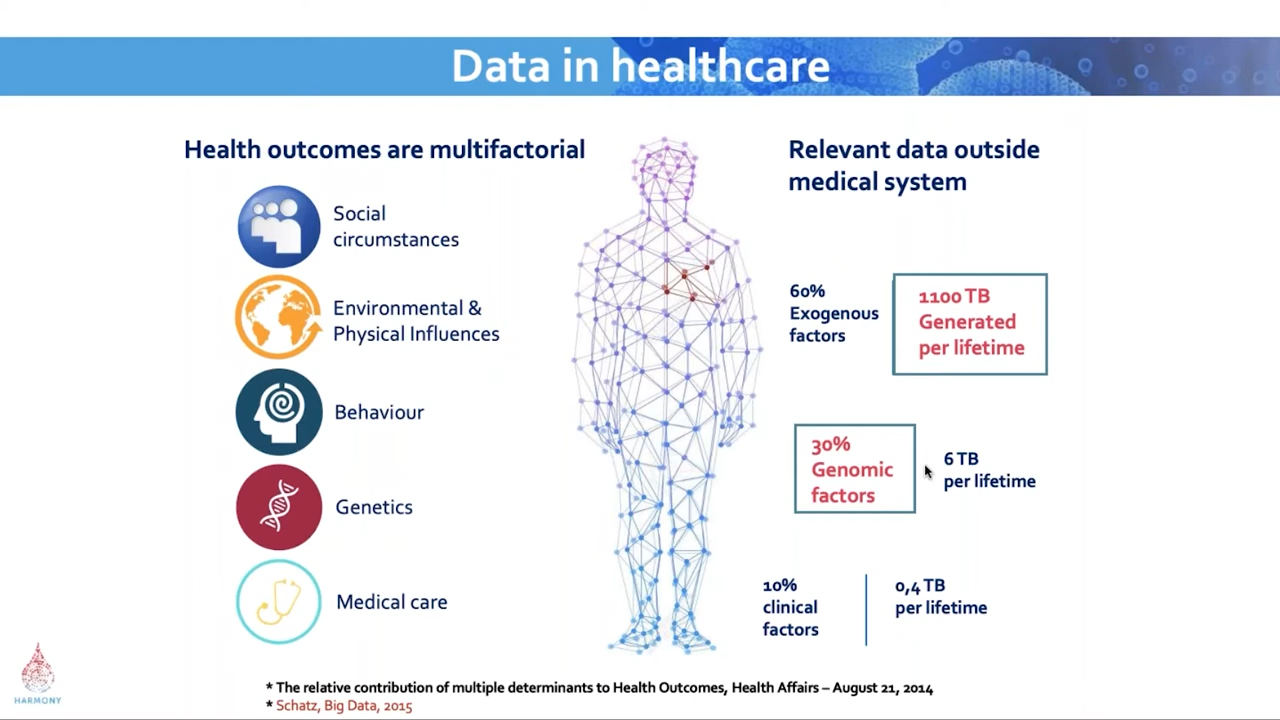 Data in healthcare
Health outcomes are multifactorial
Social
circumstances
Environmental &
Physical Influences
Behaviour
Genetics
Medical care
Relevant data outside
medical system
60%
Exogenous
factors
1100 TB
Generated
per lifetime
30%
Genomic
factors
6 TB
per lifetime
10%
clinical
factors
0,4 TB
per lifetime
HARMONY
* The relative contribution of multiple determinants to Health Outcomes, Health Affairs – August 21, 2014
* Schatz, Big Data, 2015